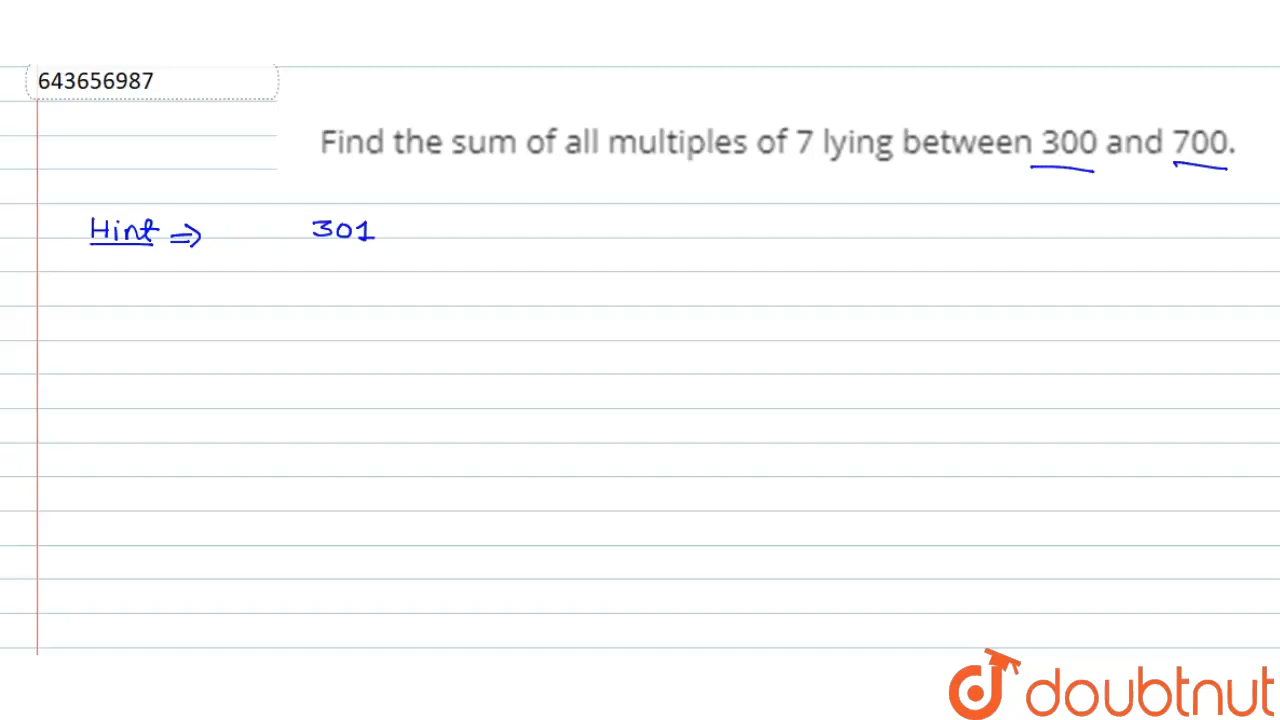 643656987
Find the sum of all multiples of 7 lying between 300 and 700.
Hint ⇒ 301
doubtnut